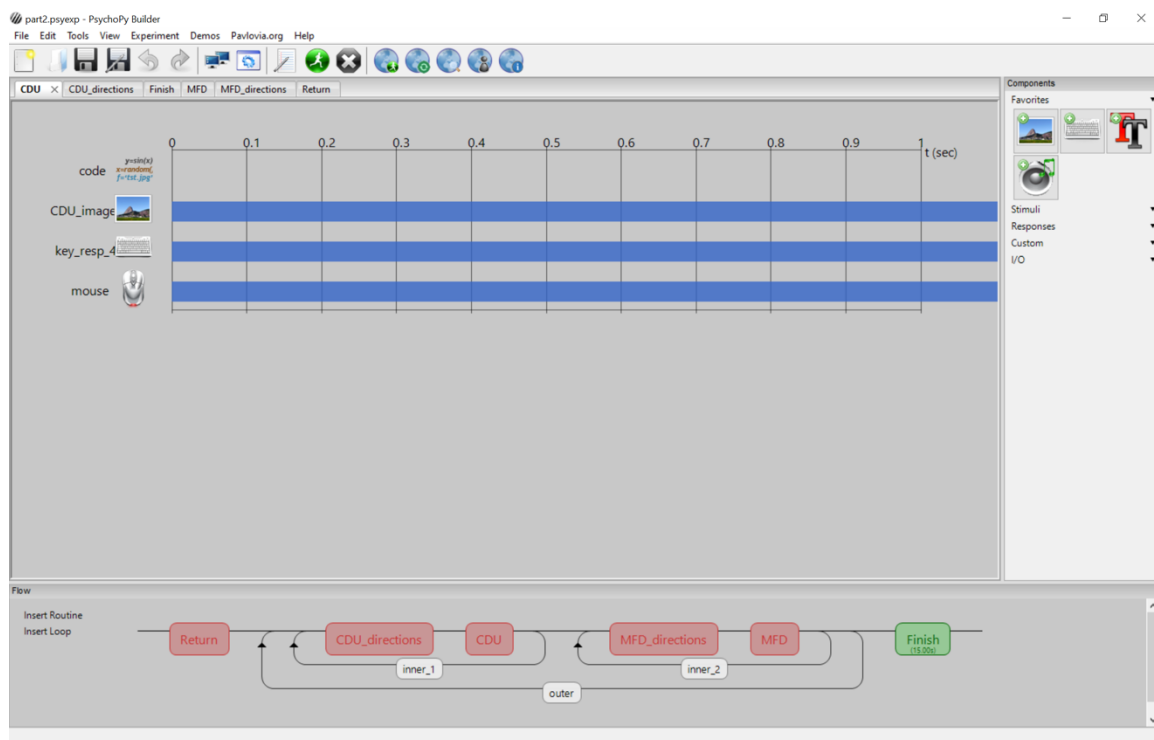 part2.psyexp - PsychoPy Builder
File Edit Tools View Experiment Demos Pavlovia.org Help
CDU × CDU_directions Finish MFD MFD_directions Return
Components
Favorites
0 0.1 0.2 0.3 0.4 0.5 0.6 0.7 0.8 0.9 1
t (sec)
y=sin(x)
code x=random(,
f='tst.jpg'
CDU_image
key_resp_4
mouse
Stimuli
Responses
Custom
I/O
Flow
Insert Routine
Insert Loop
Return CDU_directions CDU MFD_directions MFD Finish
(15.00s)
inner_1 inner_2
outer